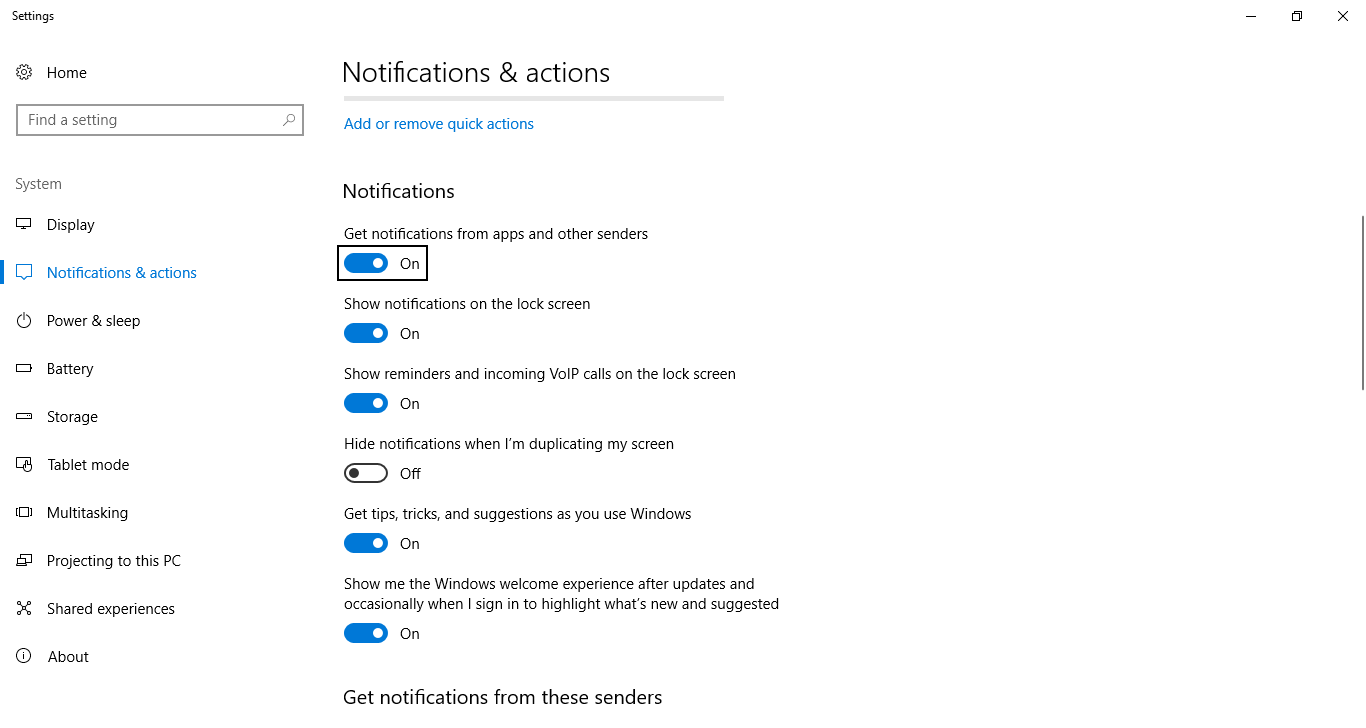 Settings
Home
Find a setting
System
Display
Notifications & actions
Power & sleep
Battery
Storage
Tablet mode
Multitasking
Projecting to this PC
Shared experiences
About
Notifications & actions
Add or remove quick actions
Notifications
Get notifications from apps and other senders
On
Show notifications on the lock screen
On
Show reminders and incoming VoIP calls on the lock screen
On
Hide notifications when I’m duplicating my screen
Off
Get tips, tricks, and suggestions as you use Windows
On
Show me the Windows welcome experience after updates and
occasionally when I sign in to highlight what’s new and suggested
On
Get notifications from these senders